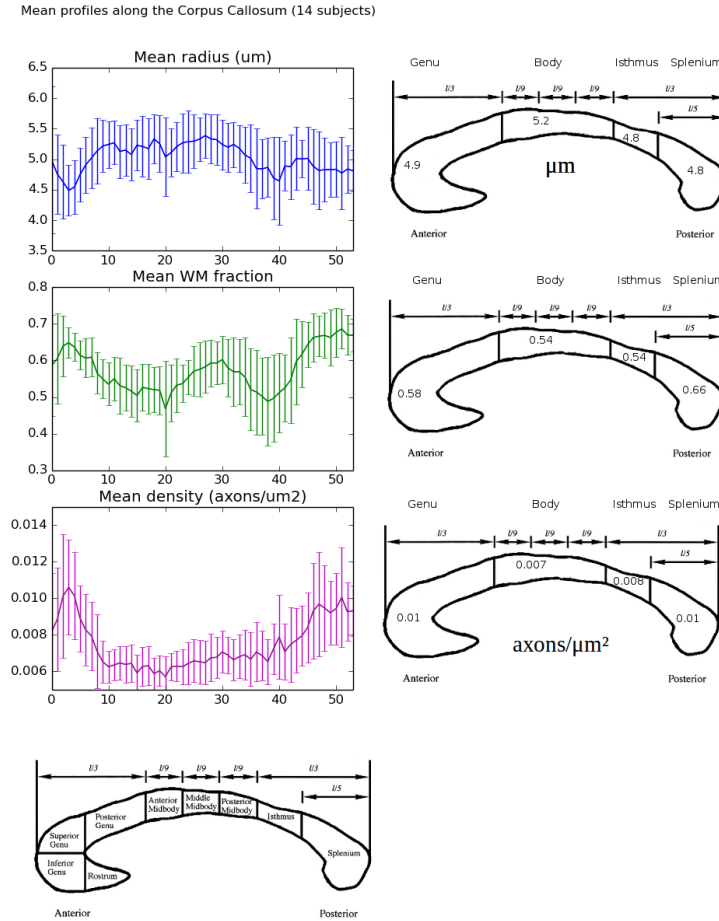 Mean profiles along the Corpus Callosum (14 subjects)
Mean radius (um)
6.5
6.0
5.5
5.0
4.5
4.0
3.5
0 10 20 30 40 50
Genu Body Isthmus Splenium
l/3 l/9 l/9 l/9 l/3
l/5
5.2
4.8
4.9
4.8
μm
Anterior Posterior
Mean WM fraction
0.8
0.7
0.6
0.5
0.4
0.3
0 10 20 30 40 50
Genu Body Isthmus Splenium
l/3 l/9 l/9 l/9 l/3
l/5
0.54
0.54
0.58
0.66
Anterior Posterior
Mean density (axons/um2)
0.014
0.012
0.010
0.008
0.006
0 10 20 30 40 50
Genu Body Isthmus Splenium
l/3 l/9 l/9 l/9 l/3
l/5
0.007
0.008
0.01
0.01
axons/μm²
Anterior Posterior
l/3 l/9 l/9 l/9 l/3
l/5
Superior Genu
Posterior Genu
Anterior Midbody
Middle Midbody
Posterior Midbody
Isthmus
Inferior Genu
Rostrum
Splenium
Anterior Posterior